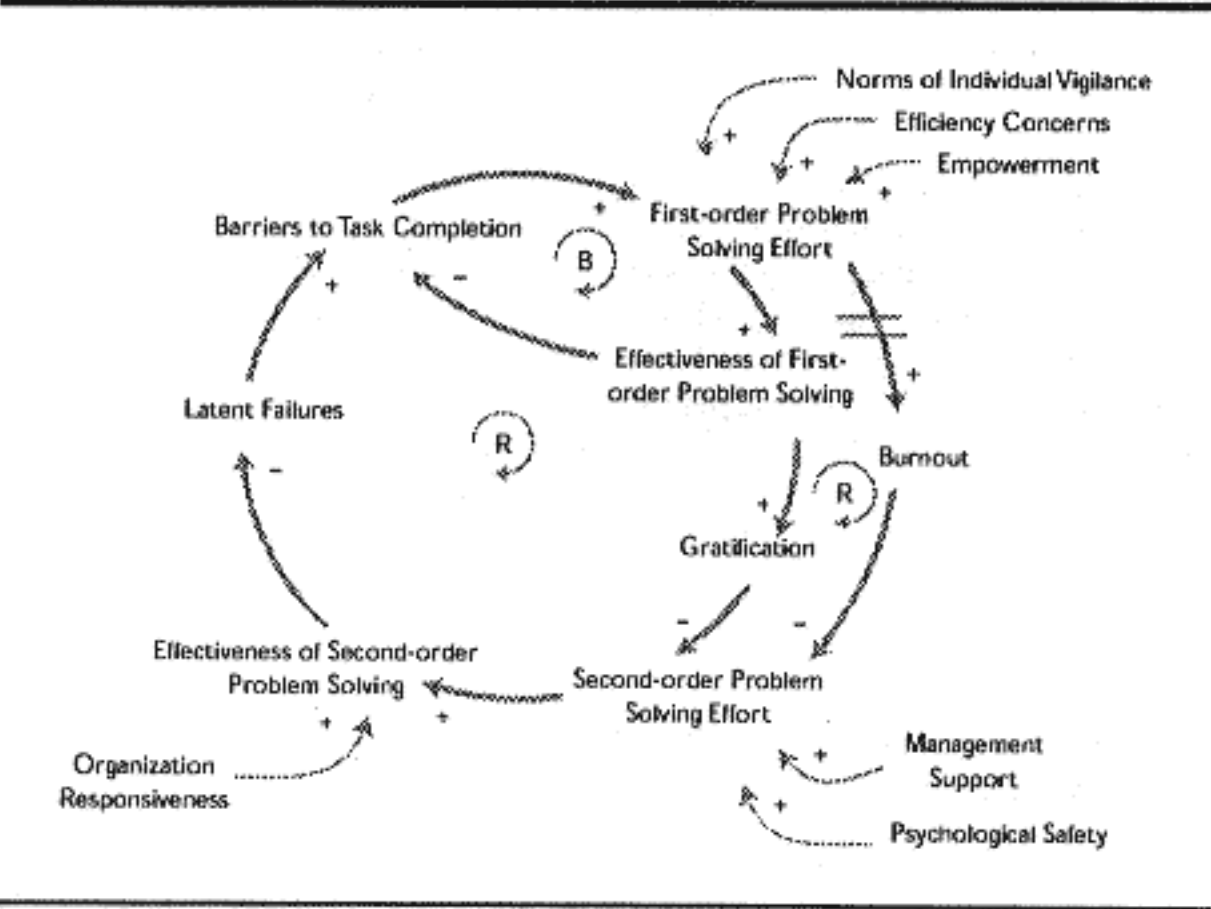 Norms of Individual Vigilance
Efficiency Concerns
Empowerment
+
+
+
Barriers to Task Completion
+
First-order Problem
Solving Effort
B
−
+
+
Effectiveness of First-
order Problem Solving
+
Latent Failures
−
R
Burnout
R
+
Gratification
−
−
Effectiveness of Second-order
Problem Solving
Second-order Problem
Solving Effort
+
+
Organization
Responsiveness
+
Management
Support
+
Psychological Safety